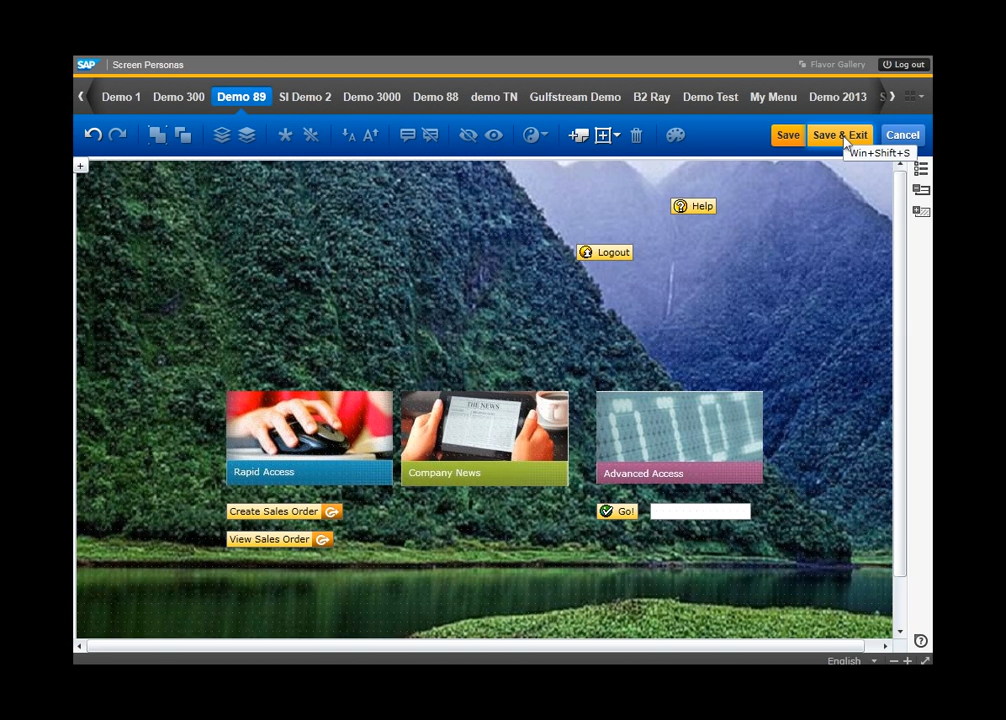 SAP Screen Personas Flavor Gallery Log out
Demo 1 Demo 300 Demo 89 SI Demo 2 Demo 3000 Demo 88 demo TN Gulfstream Demo B2 Ray Demo Test My Menu Demo 2013
Save Save & Exit Cancel
Win+Shift+S
Help
Logout
THE NEWS
Rapid Access Company News Advanced Access
Create Sales Order Go!
View Sales Order
English